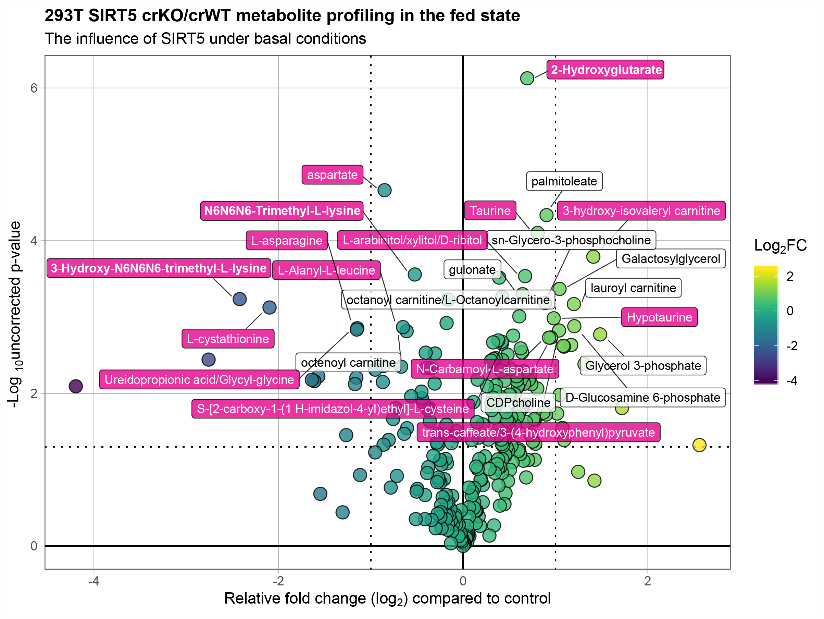 293T SIRT5 crKO/crWT metabolite profiling in the fed state
The influence of SIRT5 under basal conditions
2-Hydroxyglutarate
aspartate
palmitoleate
N6N6N6-Trimethyl-L-lysine
Taurine
3-hydroxy-isovaleryl carnitine
L-asparagine
L-arabinitol/xylitol/D-ribitol
sn-Glycero-3-phosphocholine
Galactosylglycerol
3-Hydroxy-N6N6N6-trimethyl-L-lysine
L-Alanyl-L-leucine
gulonate
lauroyl carnitine
octanoyl carnitine/L-Octanoylcarnitine
Hypotaurine
L-cystathionine
octenoyl carnitine
Glycerol 3-phosphate
N-Carbamoyl-L-aspartate
Ureidopropionic acid/Glycyl-glycine
D-Glucosamine 6-phosphate
CDPcholine
S-[2-carboxy-1-(1 H-imidazol-4-yl)ethyl]-L-cysteine
trans-caffeate/3-(4-hydroxyphenyl)pyruvate
-Log 10uncorrected p-value
6
4
2
0
-4
-2
0
2
Relative fold change (log2) compared to control
Log2FC
2
0
-2
-4